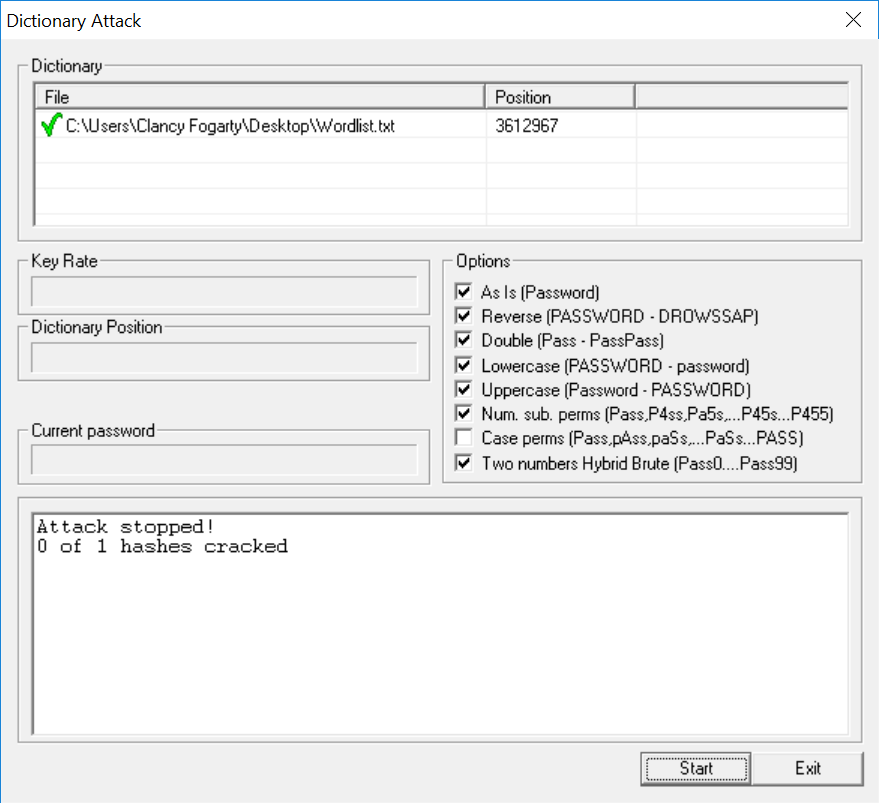 Dictionary Attack
Dictionary
File Position
C:\Users\Clancy Fogarty\Desktop\Wordlist.txt 3612967
Key Rate
Dictionary Position
Current password
Options
As Is (Password)
Reverse (PASSWORD - DROWSSAP)
Double (Pass - PassPass)
Lowercase (PASSWORD - password)
Uppercase (Password - PASSWORD)
Num. sub. perms (Pass,P4ss,Pa5s,...P45s...P455)
Case perms (Pass,pAss,paSs,...PaSs...PASS)
Two numbers Hybrid Brute (Pass0....Pass99)
Attack stopped!
0 of 1 hashes cracked
Start Exit